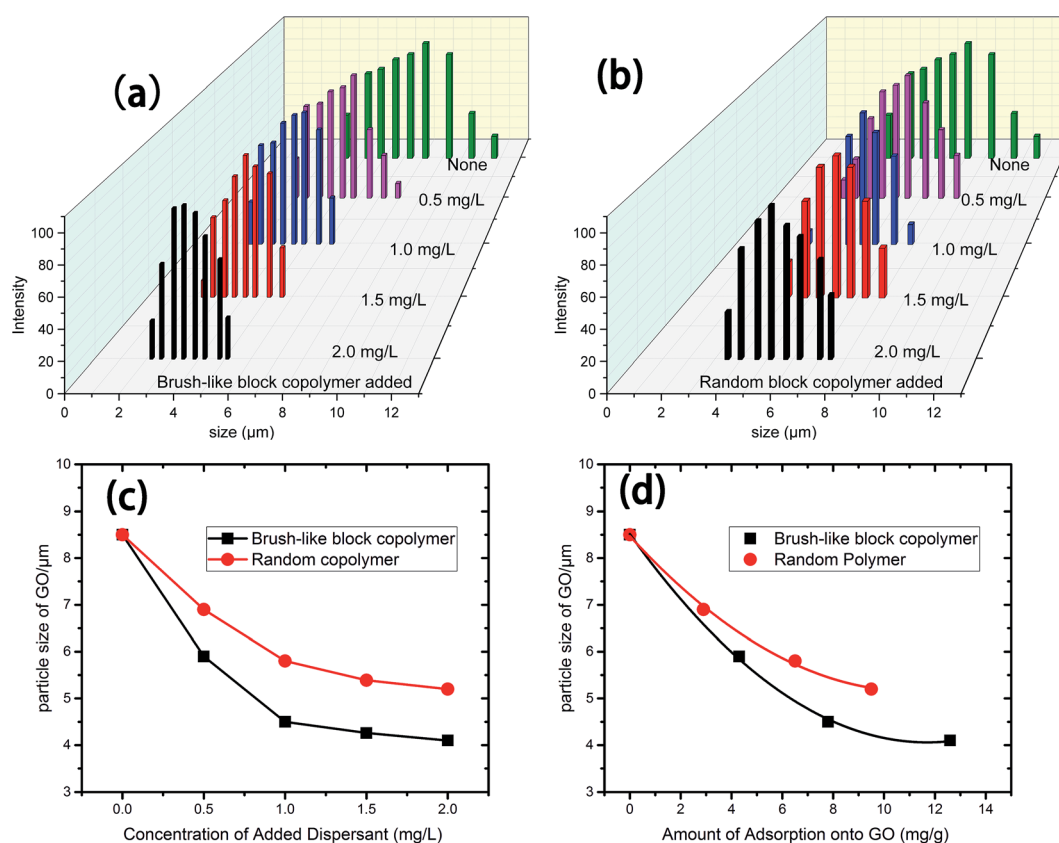 (a)
None
0.5 mg/L
1.0 mg/L
1.5 mg/L
2.0 mg/L
Brush-like block copolymer added
Intensity
100
80
60
40
20
0
0 2 4 6 8 10 12
size (μm)
(b)
None
0.5 mg/L
1.0 mg/L
1.5 mg/L
2.0 mg/L
Random block copolymer added
Intensity
100
80
60
40
20
0
0 2 4 6 8 10 12
size (μm)
(c)
Brush-like block copolymer
Random copolymer
particle size of GO/μm
10
9
8
7
6
5
4
3
0.0 0.5 1.0 1.5 2.0
Concentration of Added Dispersant (mg/L)
(d)
Brush-like block copolymer
Random Polymer
particle size of GO/μm
10
9
8
7
6
5
4
3
0 2 4 6 8 10 12 14
Amount of Adsorption onto GO (mg/g)